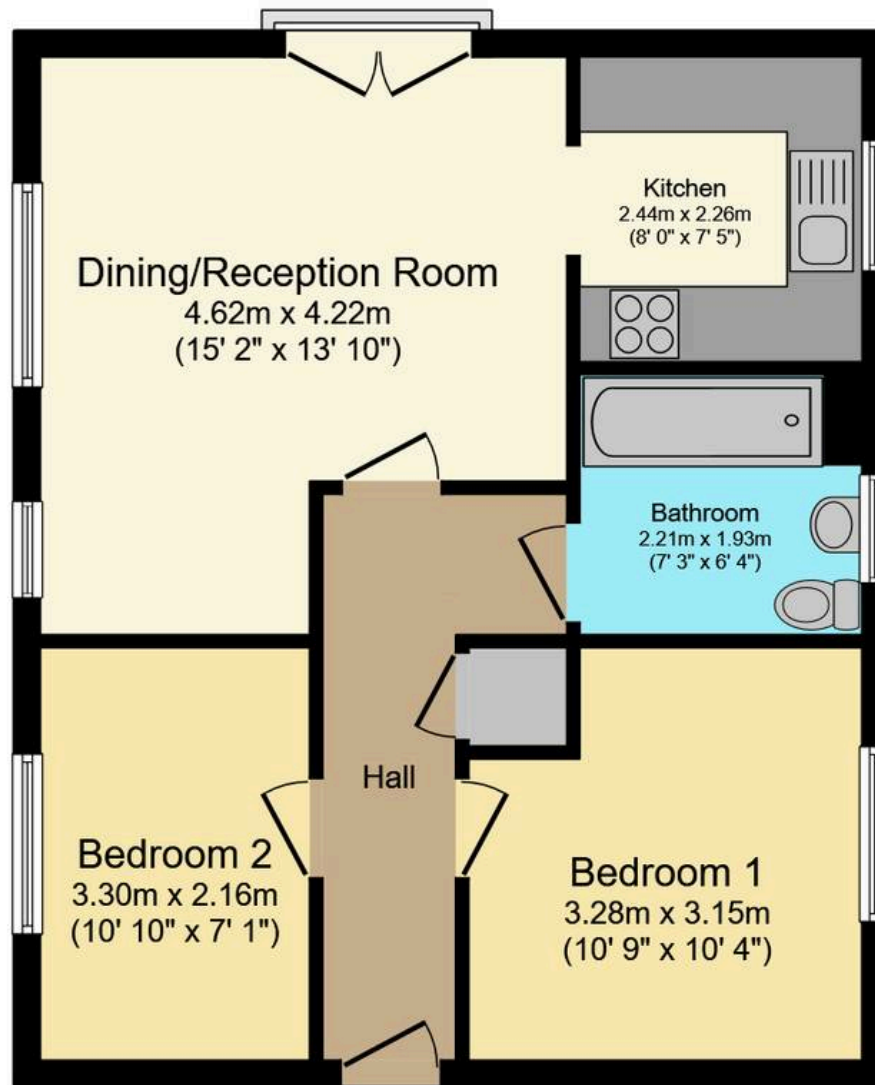 Kitchen
2.44m x 2.26m
(8' 0" x 7' 5")
Dining/Reception Room
4.62m x 4.22m
(15' 2" x 13' 10")
Bathroom
2.21m x 1.93m
(7' 3" x 6' 4")
Hall
Bedroom 2
3.30m x 2.16m
(10' 10" x 7' 1")
Bedroom 1
3.28m x 3.15m
(10' 9" x 10' 4")